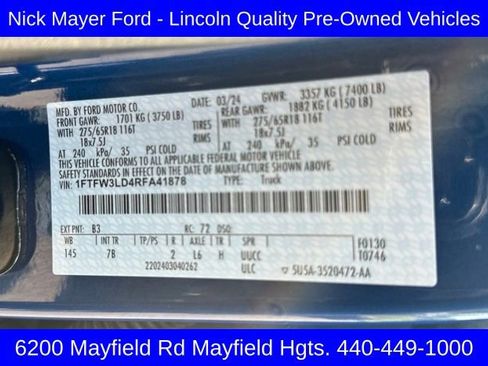 Nick Mayer Ford - Lincoln Quality Pre-Owned Vehicles
MFD. BY FORD MOTOR CO.
03/24 GVWR: 3357 KG ( 7400 LB)
FRONT GAWR: 1701 KG ( 3750 LB) REAR GAWR: 1882 KG ( 4150 LB)
WITH 275/65R18 116T TIRES WITH 275/65R18 116T TIRES
18x7.5J RIMS 18x7.5J RIMS
AT 240 kPa/ 35 PSI COLD AT 240 kPa/ 35 PSI COLD
THIS VEHICLE CONFORMS TO ALL APPLICABLE FEDERAL MOTOR VEHICLE
SAFETY STANDARDS IN EFFECT ON THE DATE OF MANUFACTURE SHOWN ABOVE.
VIN: 1FTFW3LD4RFA41878 TYPE: Truck
EXT PNT: B3 RC: 72 DSO:
WB INT TR TP/PS R AXLE TR SPR
145 7B 2 L6 H UUCC
F0130
T0746
2202403040262 ULC 5U5A-3520472-AA
6200 Mayfield Rd Mayfield Hgts. 440-449-1000